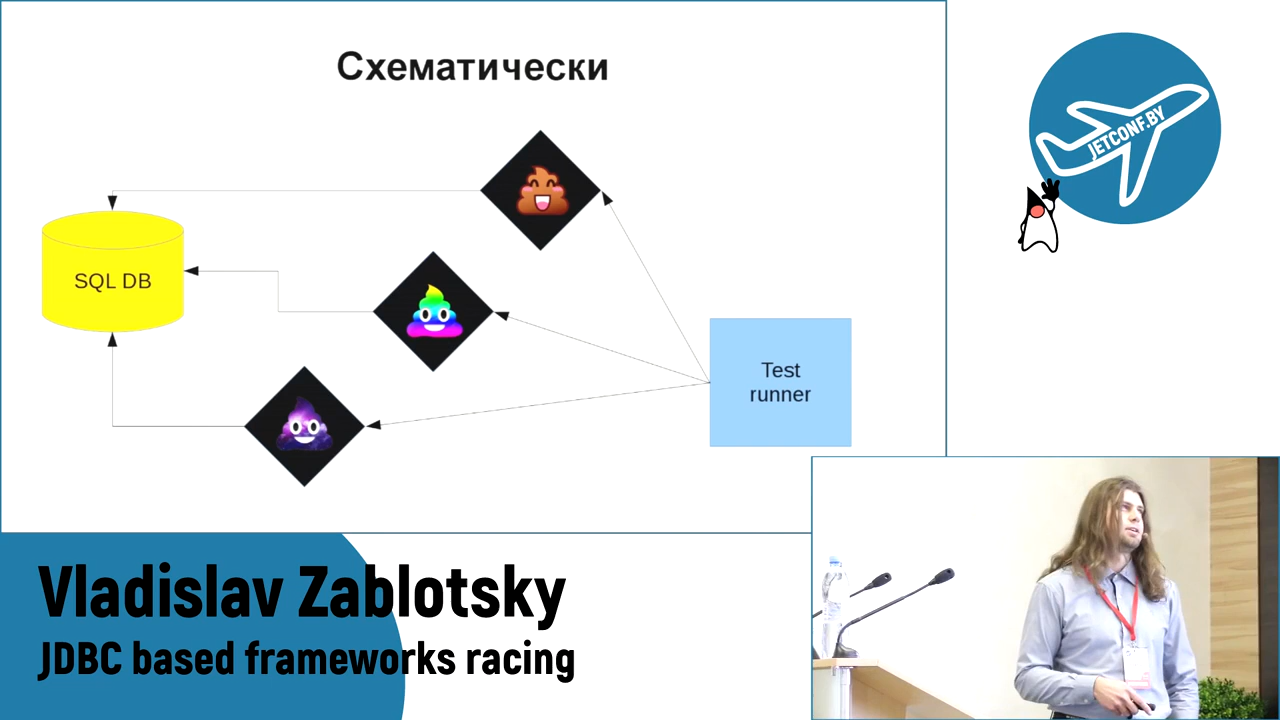 Схематически
SQL DB
Test
runner
JETCONF.BY
Vladislav Zablotsky
JDBC based frameworks racing